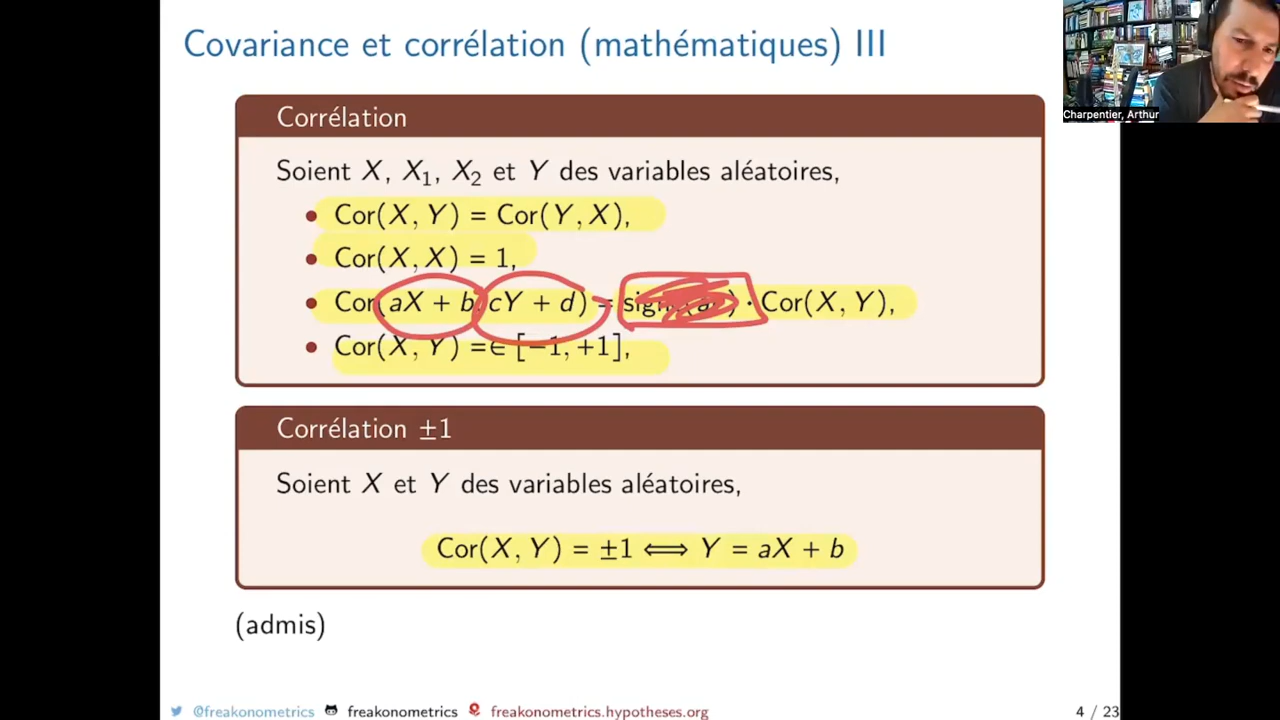 Covariance et corrélation (mathématiques) III
Charpentier, Arthur
Corrélation
Soient X, X₁, X₂ et Y des variables aléatoires,
• Cor(X, Y) = Cor(Y, X),
• Cor(X, X) = 1,
• Cor(aX + b, cY + d) = · Cor(X, Y),
• Cor(X, Y) =∈ [−1, +1],
Corrélation ±1
Soient X et Y des variables aléatoires,
Cor(X, Y) = ±1 ⟺ Y = aX + b
(admis)
@freakonometrics freakonometrics freakonometrics.hypotheses.org 4 / 23